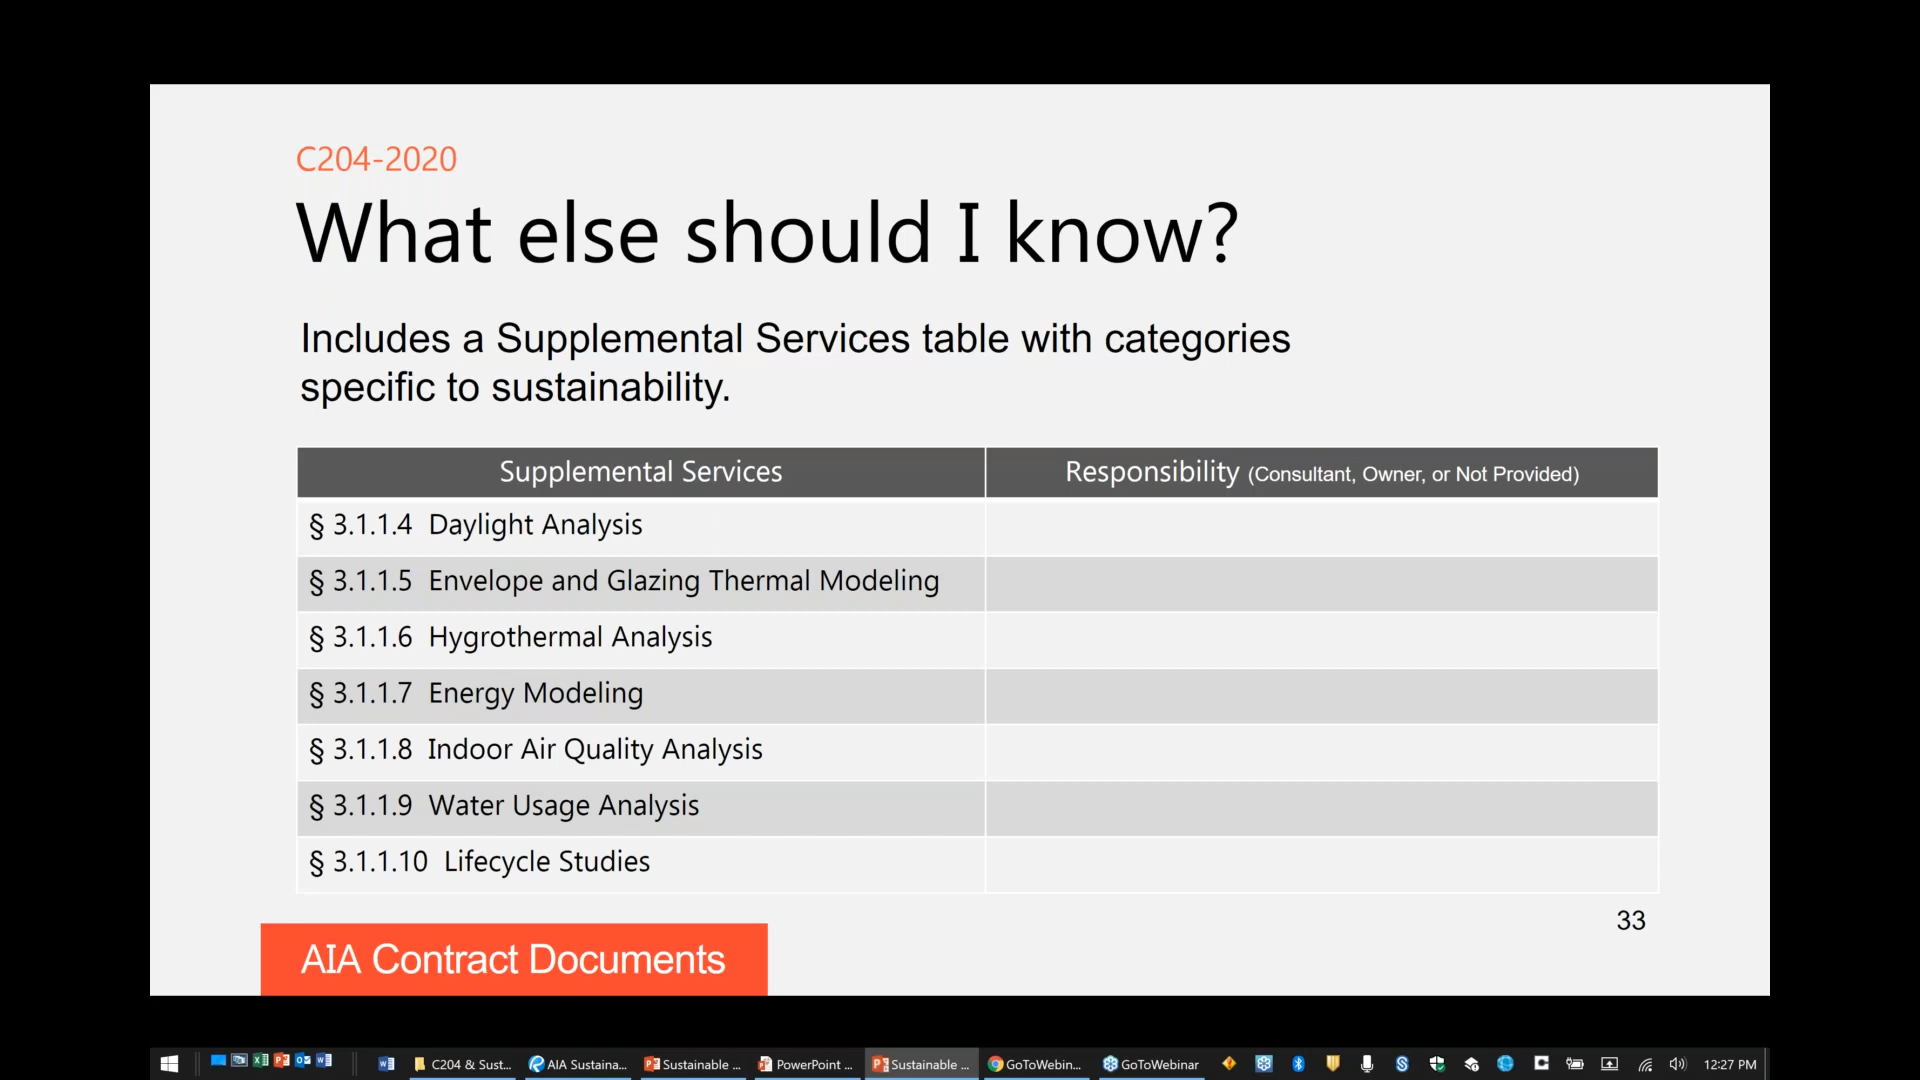 C204-2020
What else should I know?
Includes a Supplemental Services table with categories
specific to sustainability.
Supplemental Services
Responsibility (Consultant, Owner, or Not Provided)
§ 3.1.1.4 Daylight Analysis
§ 3.1.1.5 Envelope and Glazing Thermal Modeling
§ 3.1.1.6 Hygrothermal Analysis
§ 3.1.1.7 Energy Modeling
§ 3.1.1.8 Indoor Air Quality Analysis
§ 3.1.1.9 Water Usage Analysis
§ 3.1.1.10 Lifecycle Studies
33
AIA Contract Documents
C204 & Sust...
AIA Sustaina...
Sustainable ...
PowerPoint ...
Sustainable ...
GoToWebin...
GoToWebinar
12:27 PM